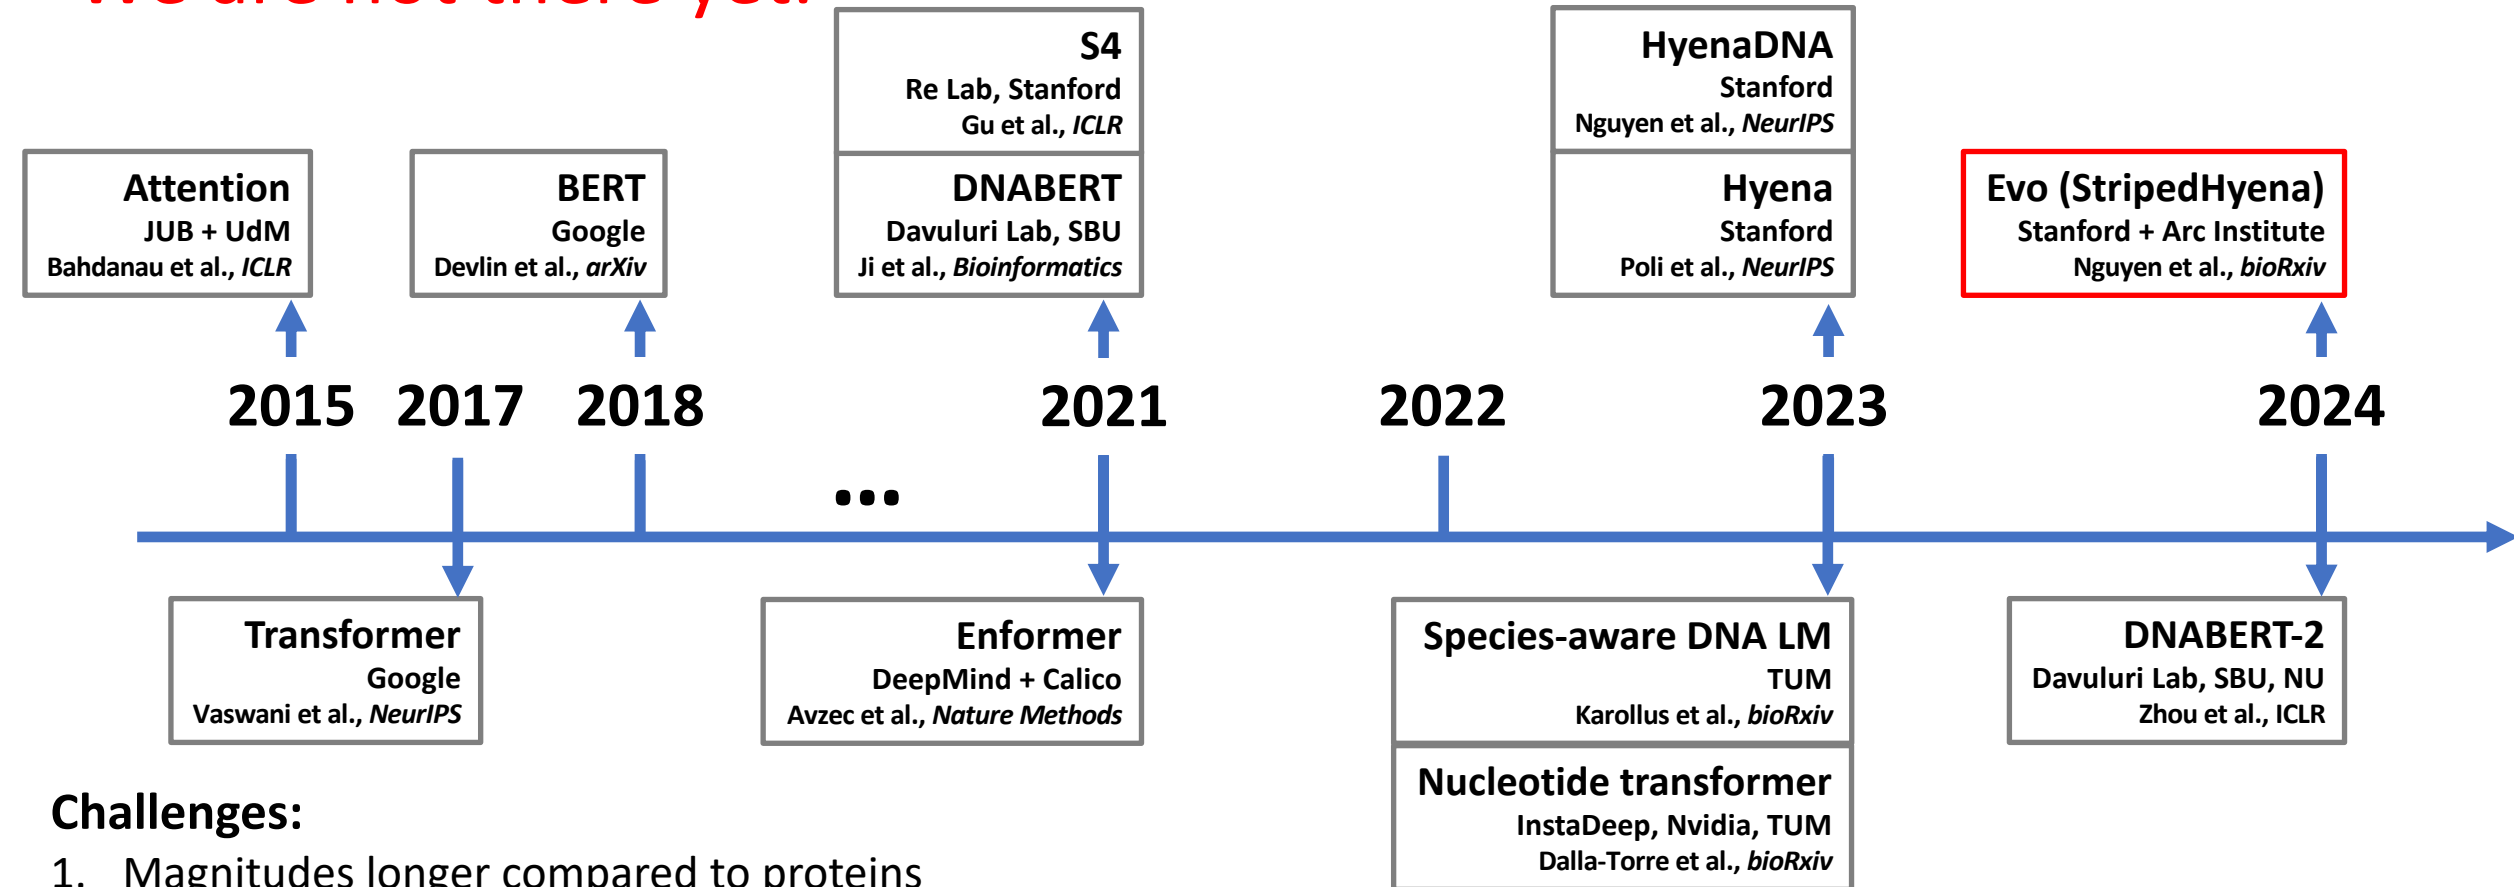 We are not there yet!
S4
Re Lab, Stanford
Gu et al., ICLR
HyenaDNA
Stanford
Nguyen et al., NeurIPS
Attention
JUB + UdM
Bahdanau et al., ICLR
BERT
Google
Devlin et al., arXiv
DNABERT
Davuluri Lab, SBU
Ji et al., Bioinformatics
Hyena
Stanford
Poli et al., NeurIPS
Evo (StripedHyena)
Stanford + Arc Institute
Nguyen et al., bioRxiv
2015 2017 2018 2021 2022 2023 2024
...
Transformer
Google
Vaswani et al., NeurIPS
Enformer
DeepMind + Calico
Avzec et al., Nature Methods
Species-aware DNA LM
TUM
Karollus et al., bioRxiv
DNABERT-2
Davuluri Lab, SBU, NU
Zhou et al., ICLR
Nucleotide transformer
InstaDeep, Nvidia, TUM
Dalla-Torre et al., bioRxiv
Challenges:
1. Magnitudes longer compared to proteins